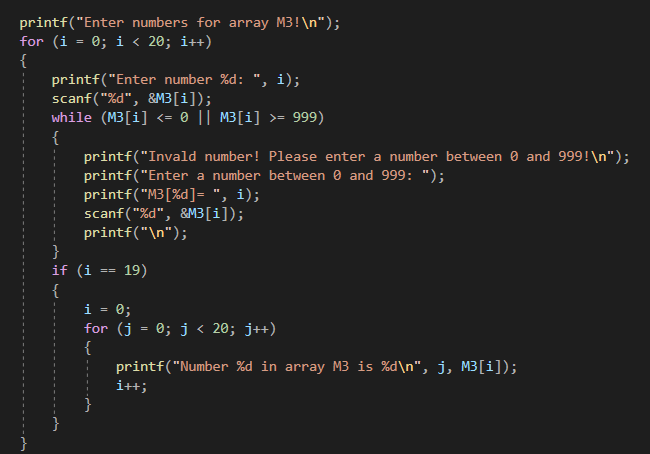 printf("Enter numbers for array M3!\n");
for (i = 0; i < 20; i++)
{
printf("Enter number %d: ", i);
scanf("%d", &M3[i]);
while (M3[i] <= 0 || M3[i] >= 999)
{
printf("Invald number! Please enter a number between 0 and 999!\n");
printf("Enter a number between 0 and 999: ");
printf("M3[%d]= ", i);
scanf("%d", &M3[i]);
printf("\n");
}
if (i == 19)
{
i = 0;
for (j = 0; j < 20; j++)
{
printf("Number %d in array M3 is %d\n", j, M3[i]);
i++;
}
}
}